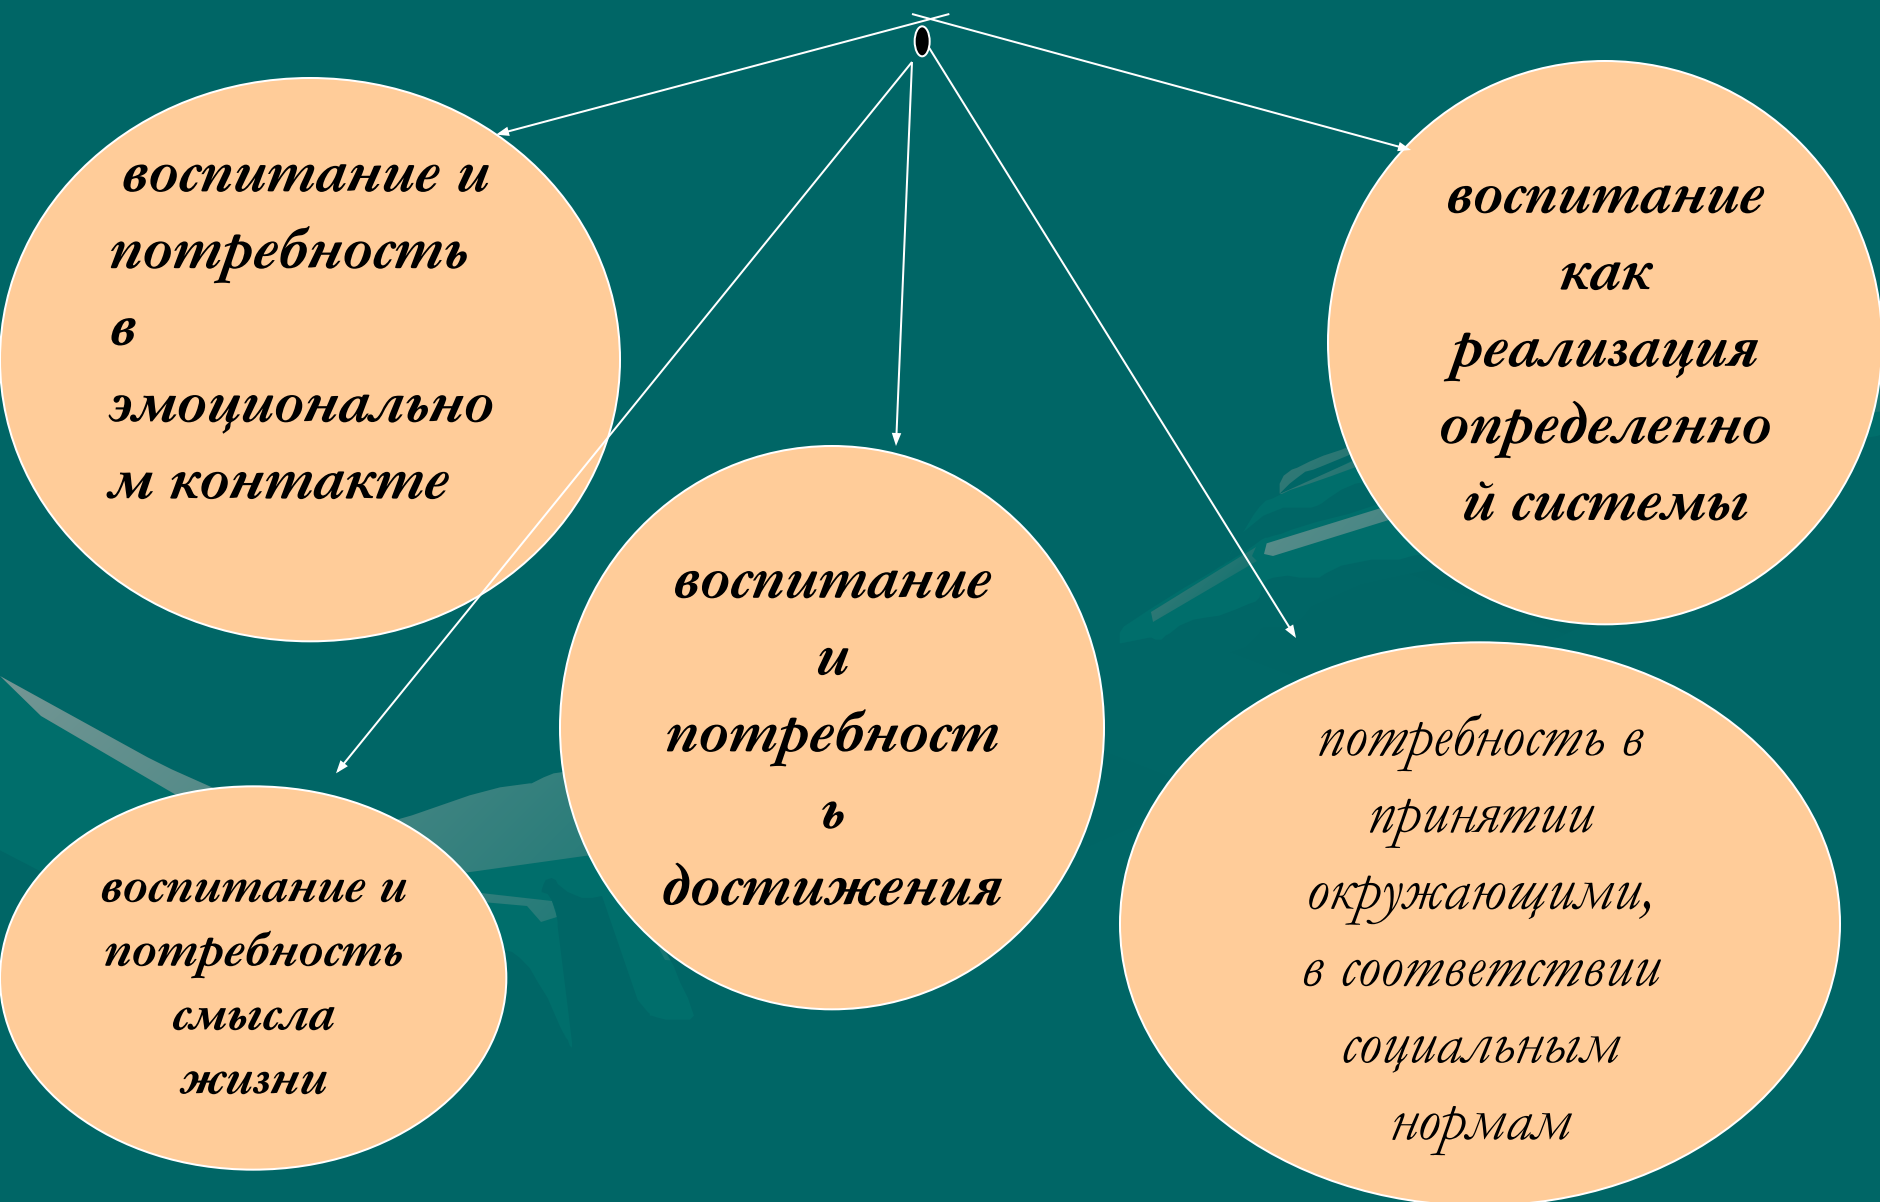 воспитание и
потребность
в
эмоционально
м контакте
воспитание
как
реализация
определенно
й системы
воспитание
и
потребност
ь
достижения
воспитание и
потребность
смысла
жизни
потребность в
принятии
окружающими,
в соответствии
социальным
нормам